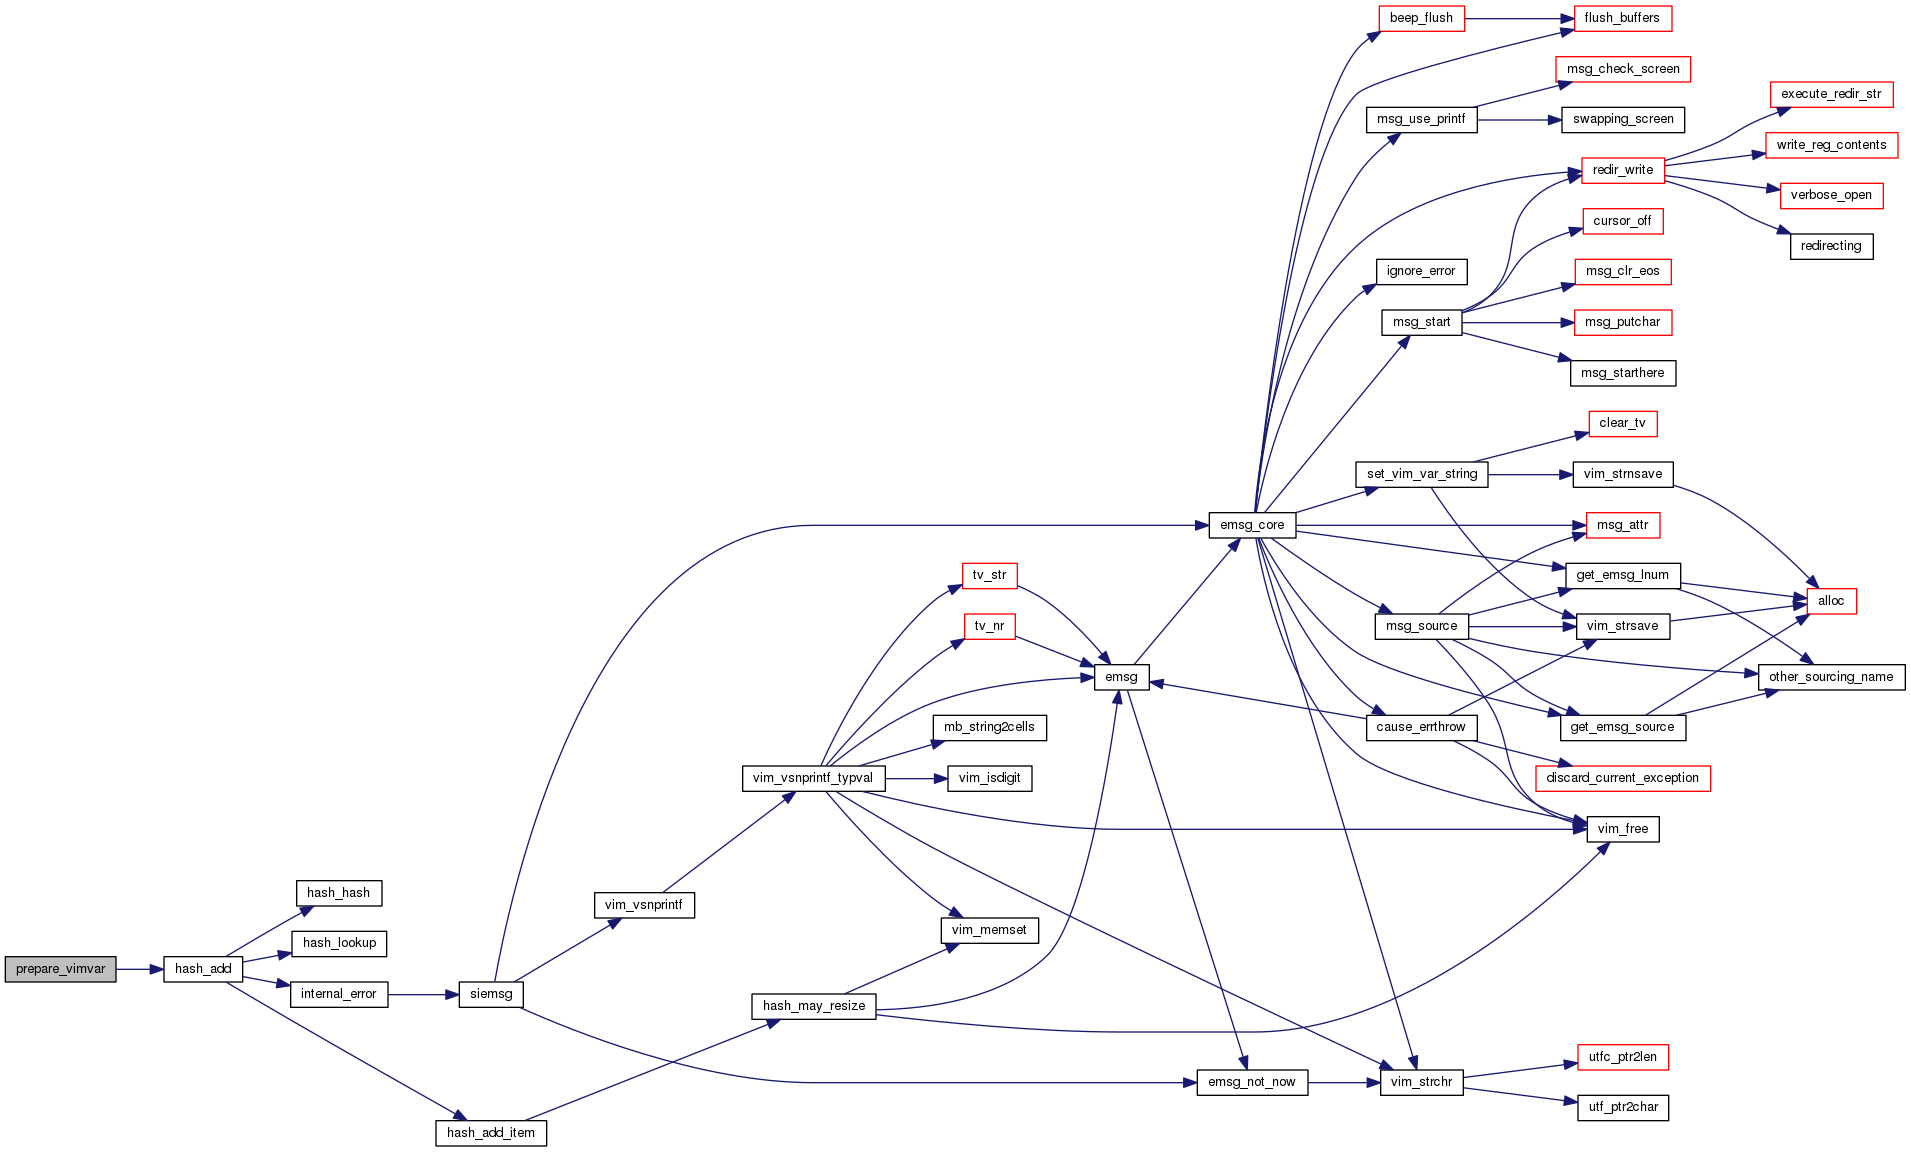 beep_flush
flush_buffers
msg_check_screen
execute_redir_str
msg_use_printf
swapping_screen
write_reg_contents
redir_write
verbose_open
cursor_off
redirecting
ignore_error
msg_clr_eos
msg_start
msg_putchar
msg_starthere
clear_tv
set_vim_var_string
vim_strnsave
emsg_core
msg_attr
tv_str
get_emsg_lnum
alloc
tv_nr
msg_source
vim_strsave
emsg
other_sourcing_name
mb_string2cells
cause_errthrow
get_emsg_source
vim_vsnprintf_typval
vim_isdigit
discard_current_exception
vim_free
hash_hash
vim_vsnprintf
vim_memset
hash_lookup
prepare_vimvar
hash_add
internal_error
siemsg
hash_may_resize
utfc_ptr2len
emsg_not_now
vim_strchr
utf_ptr2char
hash_add_item